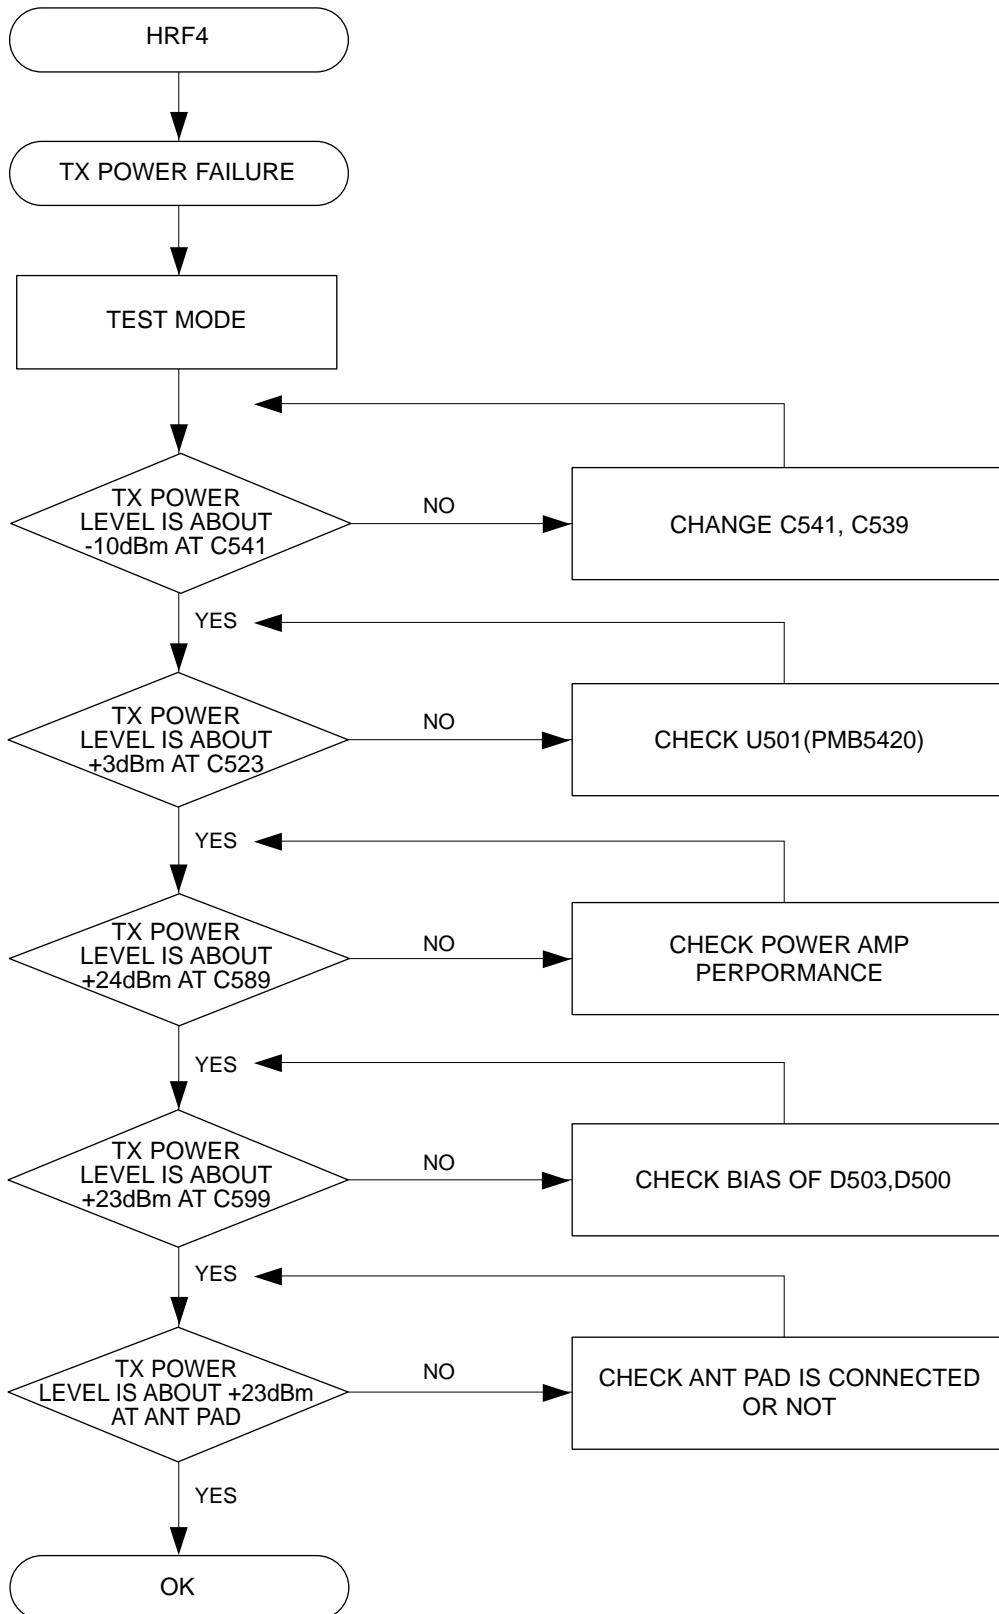 HRF4
TX POWER FAILURE
TEST MODE
TX POWER
LEVEL IS ABOUT
-10dBm AT C541
NO
CHANGE C541, C539
YES
TX POWER
LEVEL IS ABOUT
+3dBm AT C523
NO
CHECK U501(PMB5420)
YES
TX POWER
LEVEL IS ABOUT
+24dBm AT C589
NO
CHECK POWER AMP
PERPORMANCE
YES
TX POWER
LEVEL IS ABOUT
+23dBm AT C599
NO
CHECK BIAS OF D503,D500
YES
TX POWER
LEVEL IS ABOUT +23dBm
AT ANT PAD
NO
CHECK ANT PAD IS CONNECTED
OR NOT
YES
OK